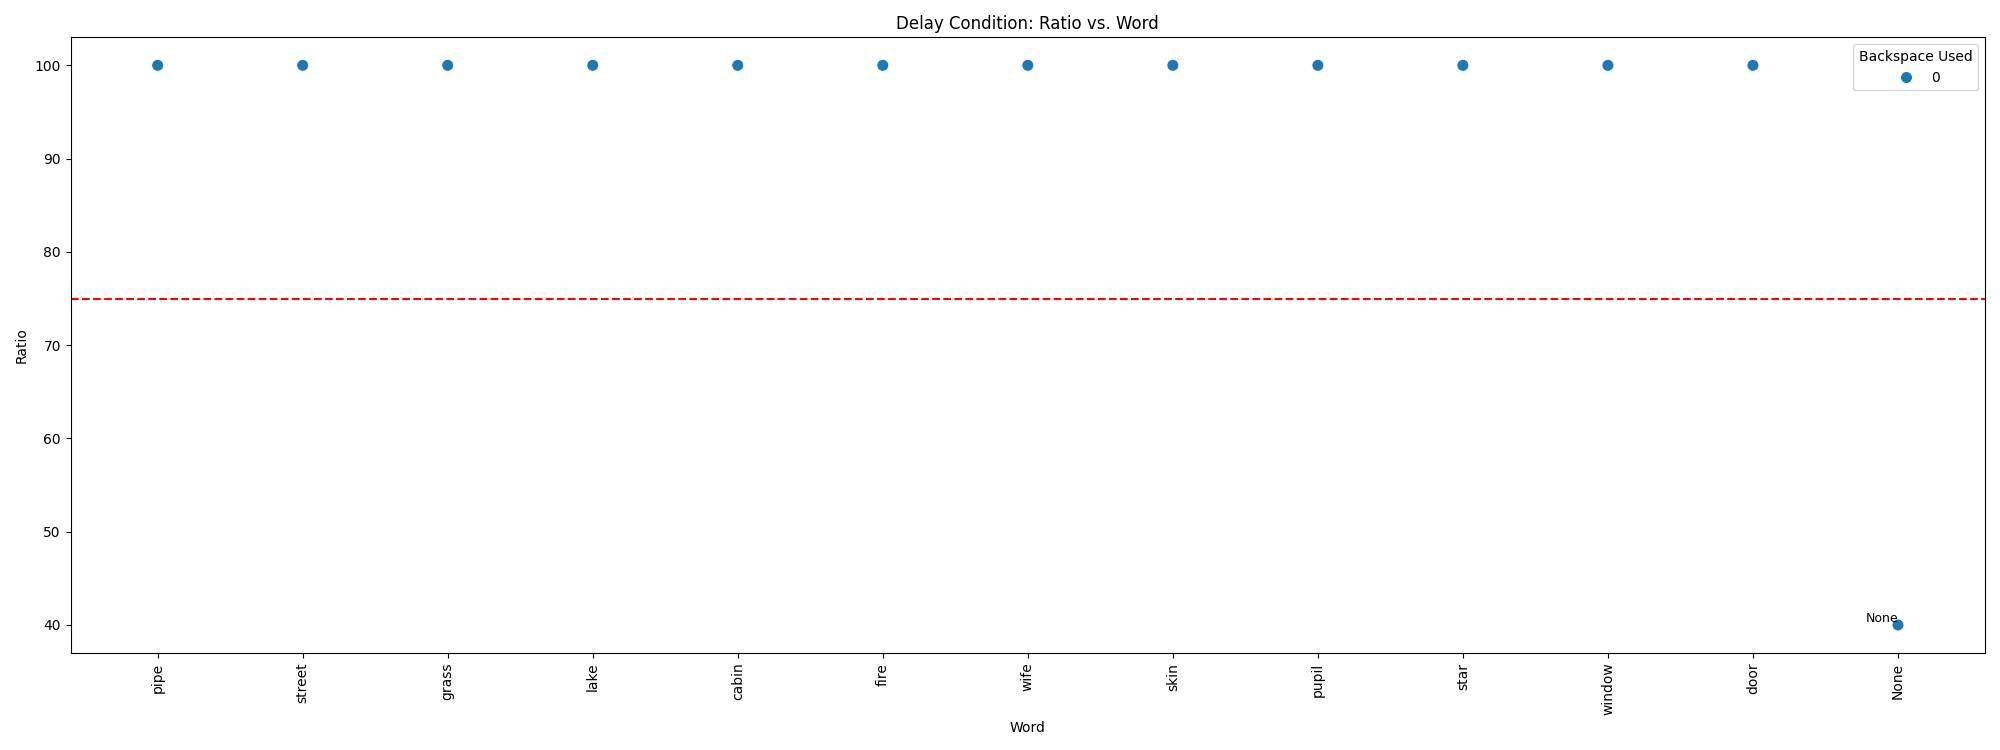 Delay Condition: Ratio vs. Word
Backspace Used
0
100
90
80
70
60
50
40
Ratio
None
pipe
street
grass
lake
cabin
fire
wife
skin
pupil
star
window
door
None
Word